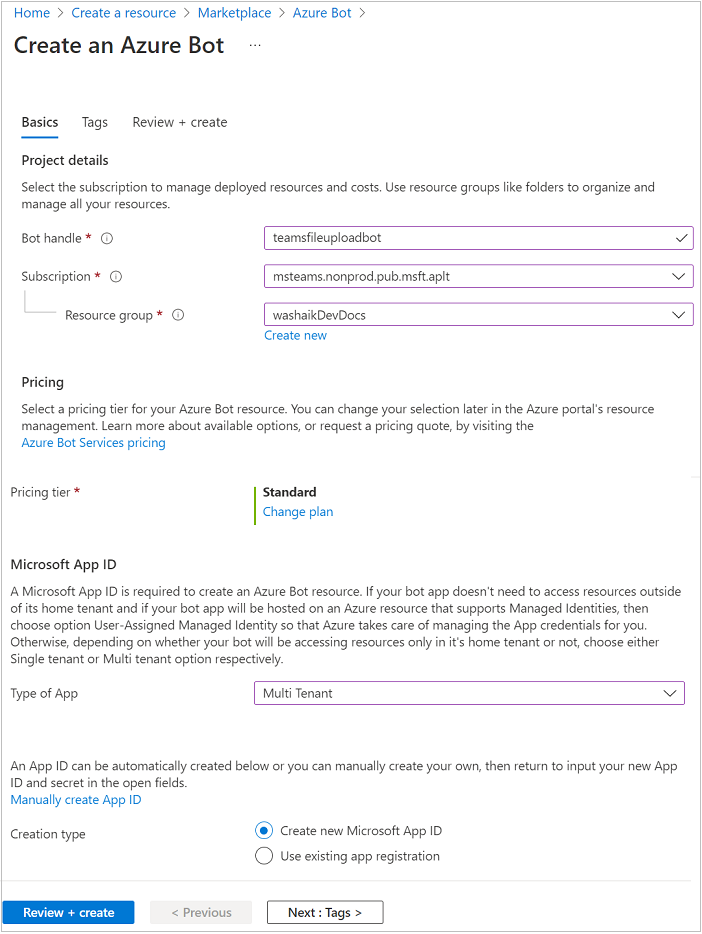 Home > Create a resource > Marketplace > Azure Bot >
Create an Azure Bot ...
Basics Tags Review + create
Project details
Select the subscription to manage deployed resources and costs. Use resource groups like folders to organize and
manage all your resources.
Bot handle * teamsfileuploadbot
Subscription * msteams.nonprod.pub.msft.aplt
Resource group * washaikDevDocs
Create new
Pricing
Select a pricing tier for your Azure Bot resource. You can change your selection later in the Azure portal's resource
management. Learn more about available options, or request a pricing quote, by visiting the
Azure Bot Services pricing
Pricing tier * Standard
Change plan
Microsoft App ID
A Microsoft App ID is required to create an Azure Bot resource. If your bot app doesn't need to access resources outside
of its home tenant and if your bot app will be hosted on an Azure resource that supports Managed Identities, then
choose option User-Assigned Managed Identity so that Azure takes care of managing the App credentials for you.
Otherwise, depending on whether your bot will be accessing resources only in it's home tenant or not, choose either
Single tenant or Multi tenant option respectively.
Type of App Multi Tenant
An App ID can be automatically created below or you can manually create your own, then return to input your new App
ID and secret in the open fields.
Manually create App ID
Creation type Create new Microsoft App ID
Use existing app registration
Review + create < Previous Next : Tags >